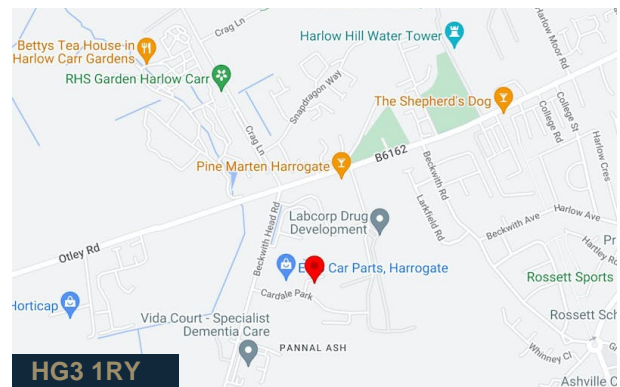 Bettys Tea House in
Harlow Carr Gardens
Crag Ln
Harlow Hill Water Tower
Harlow Moor Rd
RHS Garden Harlow Carr
Snapdragon Way
The Shepherd's Dog
College St
College Rd
Harlow Cres
Crag Ln
B6162
Pine Marten Harrogate
Beckwith Rd
Larkfield Rd
Labcorp Drug
Development
Beckwith Head Rd
Harlow Ave
Beckwith Ave
Hartley Rd
Otley Rd
E
Car Parts, Harrogate
Rossett Sports
Horticap
Cardale Park
Vida Court - Specialist
Dementia Care
Rossett Sch
PANNAL ASH
Whinney Cl
Ashville C
HG3 1RY